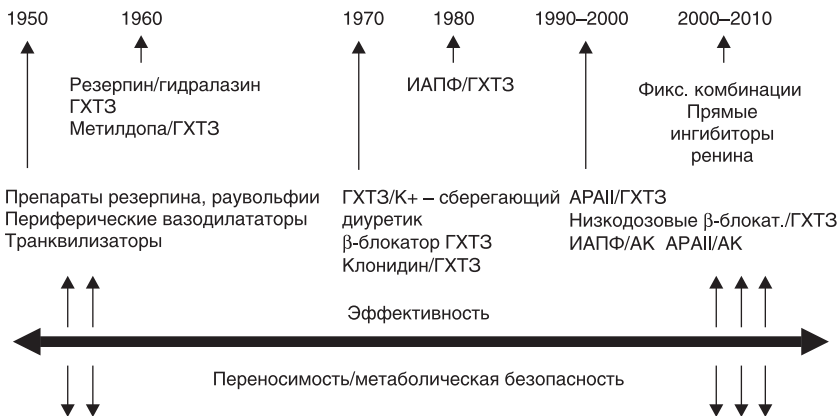 1950 1960 1970 1980 1990–2000 2000–2010
Резерпин/гидралазин
ГХТЗ
Метилдопа/ГХТЗ
ИАПФ/ГХТЗ
Фикс. комбинации
Прямые
ингибиторы
ренина
Препараты резерпина, раувольфии
Периферические вазодилататоры
Транквилизаторы
ГХТЗ/К+ – сберегающий
диуретик
β-блокатор ГХТЗ
Клонидин/ГХТЗ
АРАII/ГХТЗ
Низкодозовые β-блокат./ГХТЗ
ИАПФ/АК АРАII/АК
Эффективность
Переносимость/метаболическая безопасность